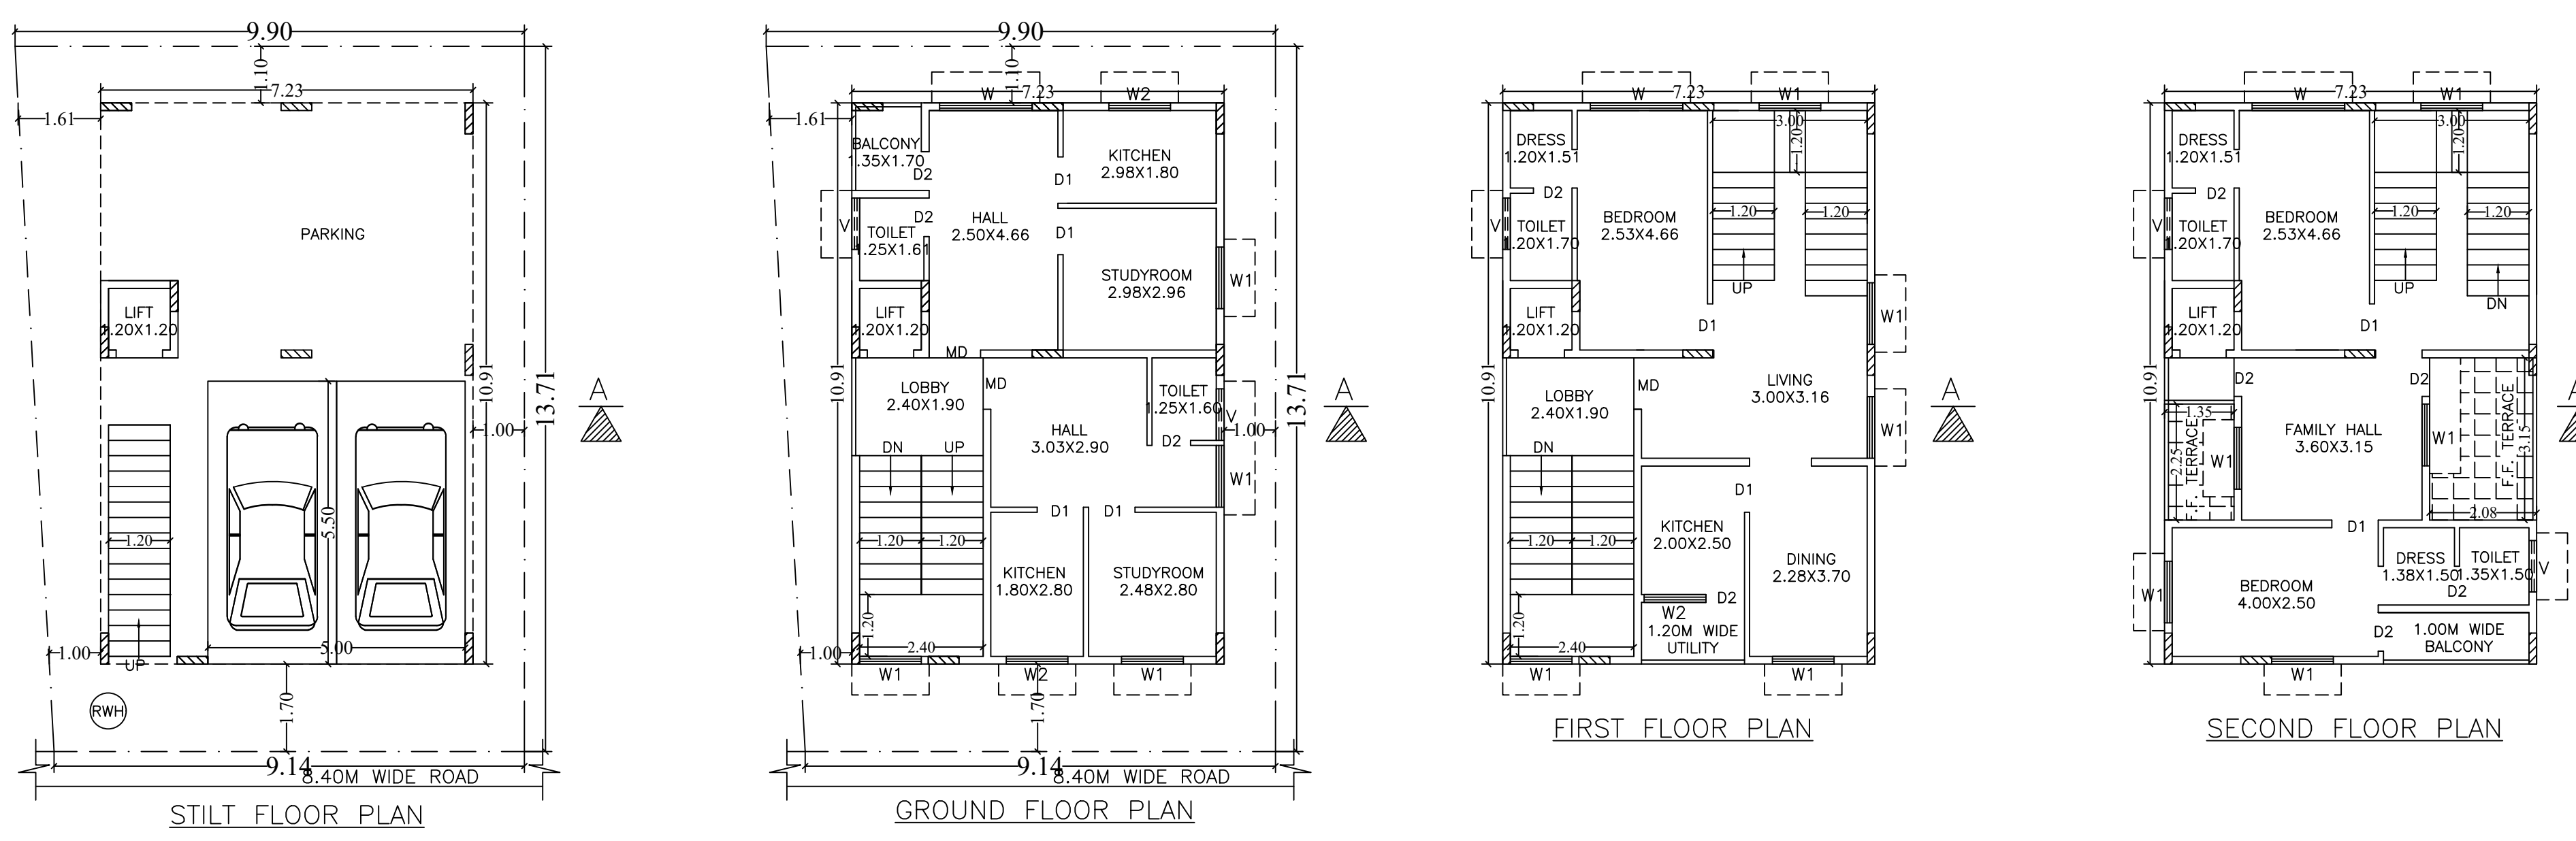 9.90
1.10
7.23
1.61
PARKING
LIFT
1.20X1.20
10.91
13.71
A
1.00
5.50
1.20
5.00
1.00
UP
1.70
RWH
9.14
8.40M WIDE ROAD
STILT FLOOR PLAN
9.90
1.10
7.23
W
W2
1.61
BALCONY
1.35X1.70
D2
KITCHEN
2.98X1.80
D1
V
D2
TOILET
1.25X1.61
HALL
2.50X4.66
D1
STUDYROOM
2.98X2.96
W1
LIFT
1.20X1.20
MD
10.91
13.71
A
LOBBY
2.40X1.90
MD
TOILET
1.25X1.60
V
1.00
D2
HALL
3.03X2.90
DN
UP
W1
D1
D1
1.20
1.20
KITCHEN
1.80X2.80
STUDYROOM
2.48X2.80
1.20
2.40
1.00
W1
W2
W1
1.70
9.14
8.40M WIDE ROAD
GROUND FLOOR PLAN
7.23
W
W1
3.00
1.20
DRESS
1.20X1.51
D2
V
TOILET
1.20X1.70
BEDROOM
2.53X4.66
1.20
1.20
UP
LIFT
1.20X1.20
D1
W1
10.91
A
LOBBY
2.40X1.90
MD
LIVING
3.00X3.16
W1
DN
D1
1.20
1.20
KITCHEN
2.00X2.50
DINING
2.28X3.70
1.20
D2
W2
1.20M WIDE
UTILITY
2.40
W1
W1
FIRST FLOOR PLAN
7.23
W
W1
3.00
1.20
DRESS
1.20X1.51
D2
V
TOILET
1.20X1.70
BEDROOM
2.53X4.66
1.20
1.20
UP
DN
LIFT
1.20X1.20
D1
10.91
A
D2
D2
1.35
2.25
F.F. TERRACE
W1
FAMILY HALL
3.60X3.15
W1
F.F. TERRACE
3.15
2.08
D1
DRESS
1.38X1.50
TOILET
1.35X1.50
V
D2
W1
BEDROOM
4.00X2.50
D2
1.00M WIDE
BALCONY
W1
SECOND FLOOR PLAN